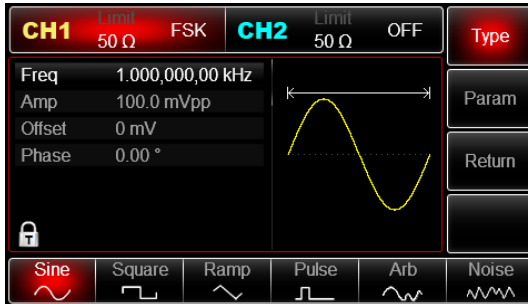 CH1 Limit 50 Ω FSK CH2 Limit 50 Ω OFF Type
Freq 1.000,000,00 kHz
Amp 100.0 mVpp Param
Offset 0 mV
Phase 0.00 ° Return
T
Sine Square Ramp Pulse Arb Noise